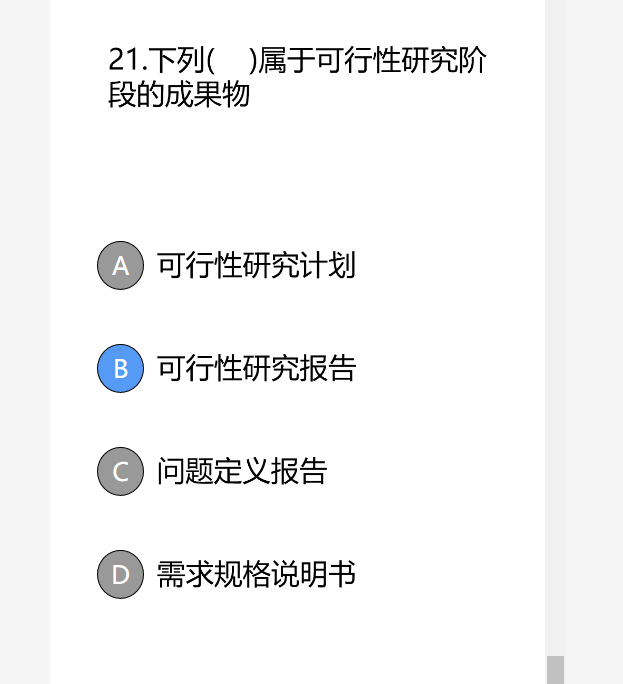 21.下列(    )属于可行性研究阶
段的成果物
A 可行性研究计划
B 可行性研究报告
C 问题定义报告
D 需求规格说明书